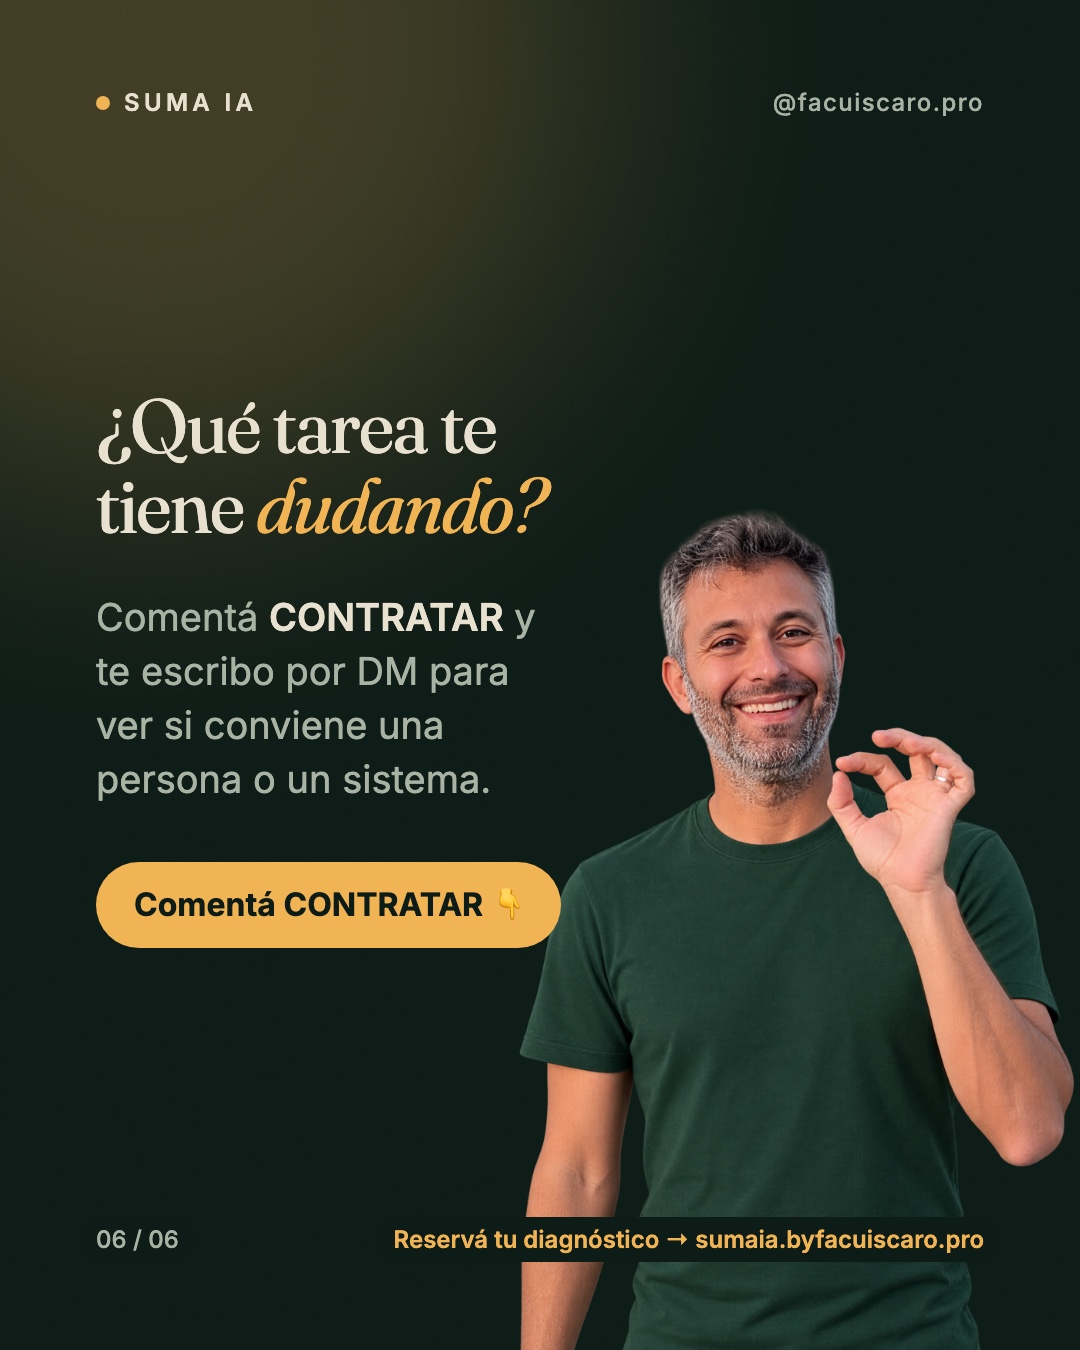 SUMA IA
@facuiscaro.pro
¿Qué tarea te
tiene dudando?
Comentá CONTRATAR y
te escribo por DM para
ver si conviene una
persona o un sistema.
Comentá CONTRATAR 👇
06 / 06
Reservá tu diagnóstico → sumaia.byfacuiscaro.pro